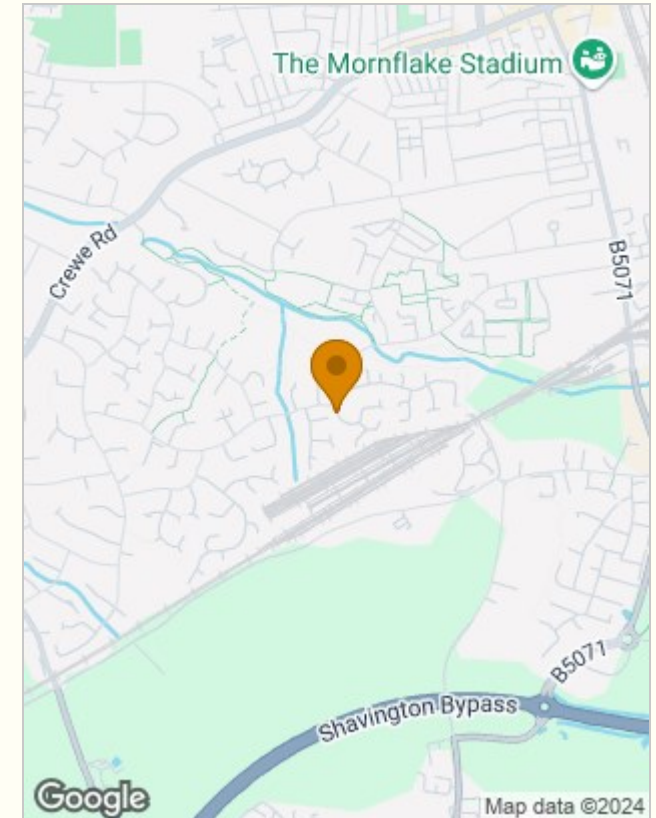 The Mornflake Stadium
Crewe Rd
B5071
B5071
Shavington Bypass
Google
Map data ©2024